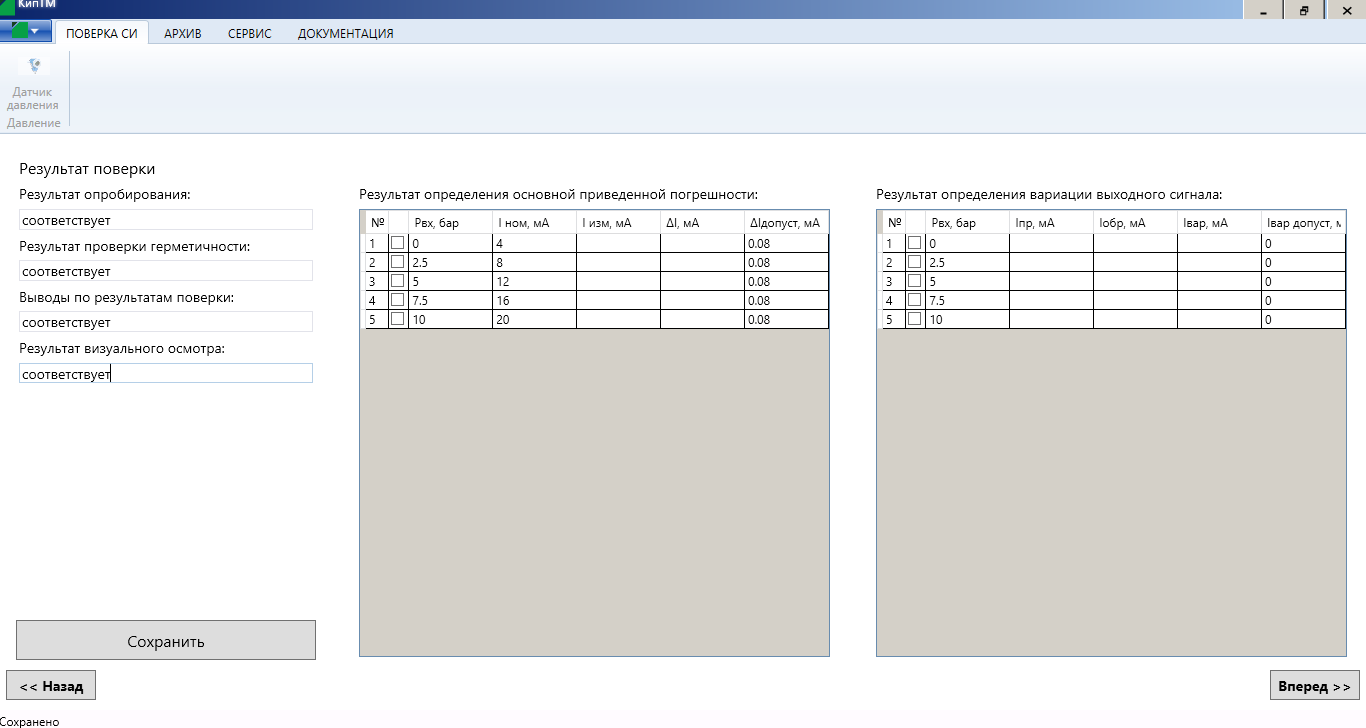 КипТМ
ПОВЕРКА СИ АРХИВ СЕРВИС ДОКУМЕНТАЦИЯ
Датчик
давления
Давление
Результат поверки
Результат опробирования:
соответствует
Результат проверки герметичности:
соответствует
Выводы по результатам поверки:
соответствует
Результат визуального осмотра:
соответствует
Результат определения основной приведенной погрешности:
№ Рвх, бар I ном, мА I изм, мА ΔI, мА ΔIдопуст, мА
1 0 4 0.08
2 2.5 8 0.08
3 5 12 0.08
4 7.5 16 0.08
5 10 20 0.08
Результат определения вариации выходного сигнала:
№ Рвх, бар Iпр, мА Iобр, мА Iвар, мА Iвар допуст, м
1 0 0
2 2.5 0
3 5 0
4 7.5 0
5 10 0
Сохранить
<< Назад
Вперед >>
Сохранено